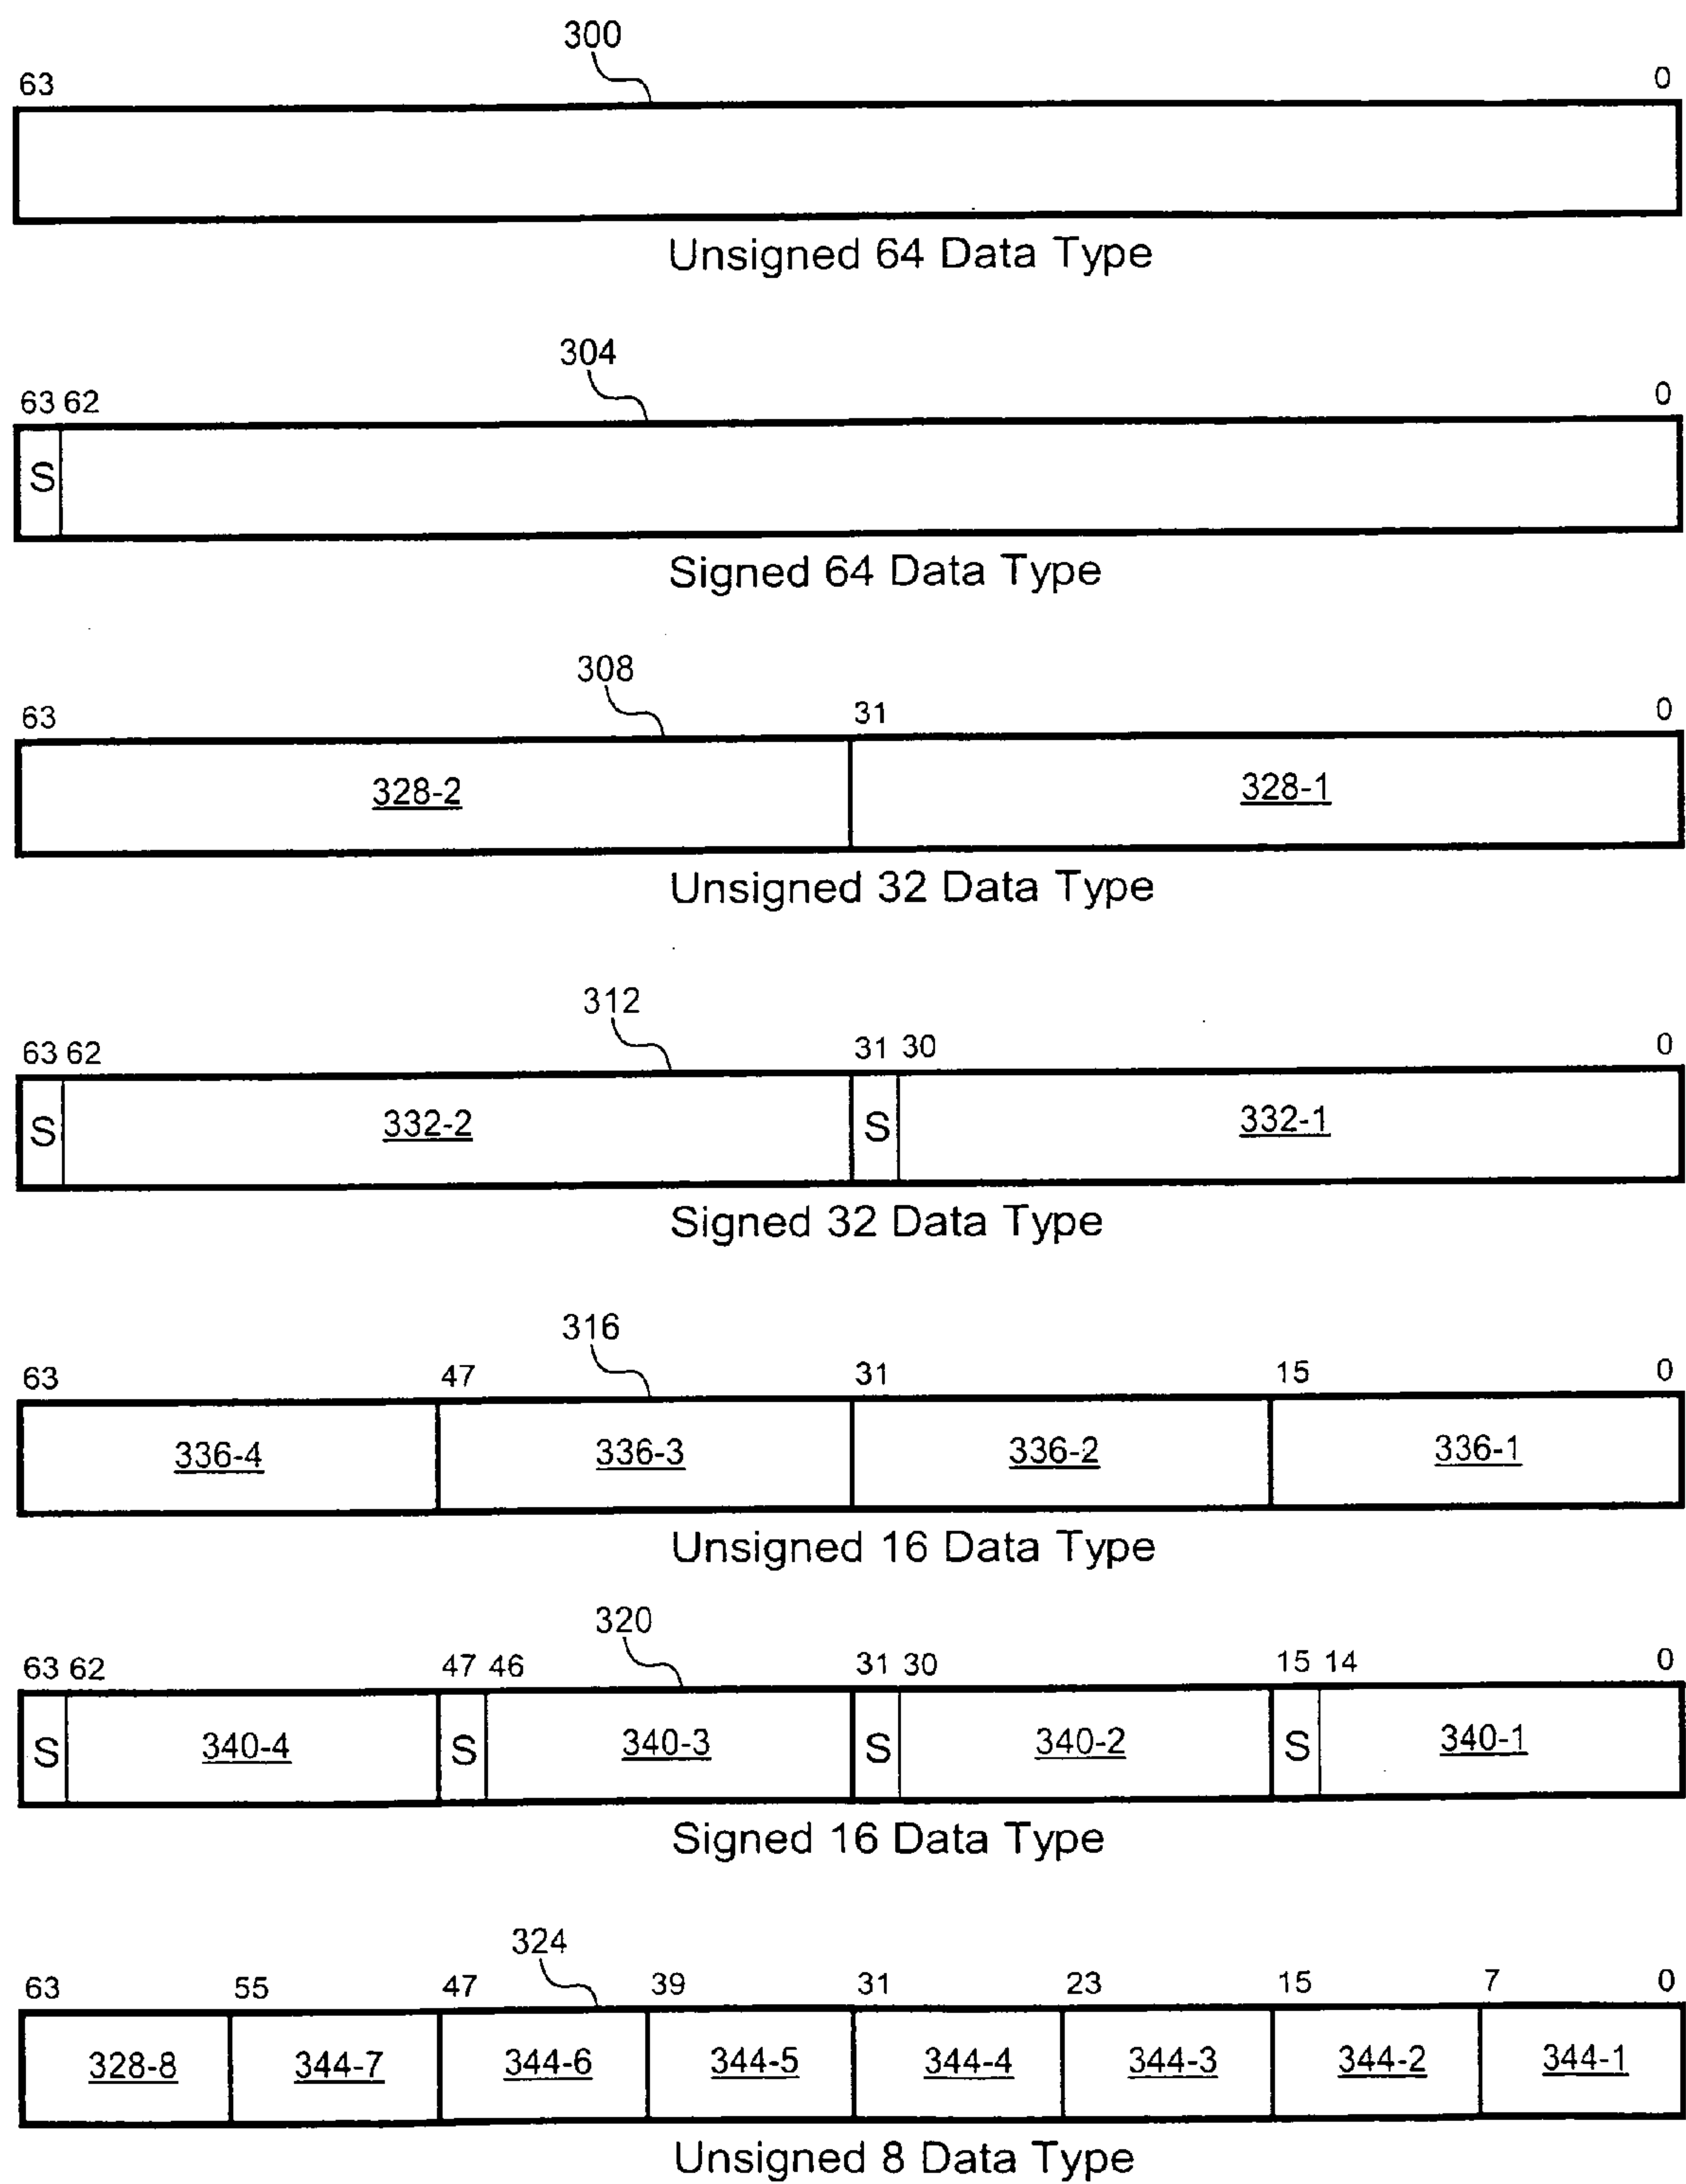 300
63 0
Unsigned 64 Data Type
304
63 62 0
S
Signed 64 Data Type
308
63 31 0
328-2 328-1
Unsigned 32 Data Type
312
63 62 31 30 0
S 332-2 S 332-1
Signed 32 Data Type
316
63 47 31 15 0
336-4 336-3 336-2 336-1
Unsigned 16 Data Type
320
63 62 47 46 31 30 15 14 0
S 340-4 S 340-3 S 340-2 S 340-1
Signed 16 Data Type
324
63 55 47 39 31 23 15 7 0
328-8 344-7 344-6 344-5 344-4 344-3 344-2 344-1
Unsigned 8 Data Type